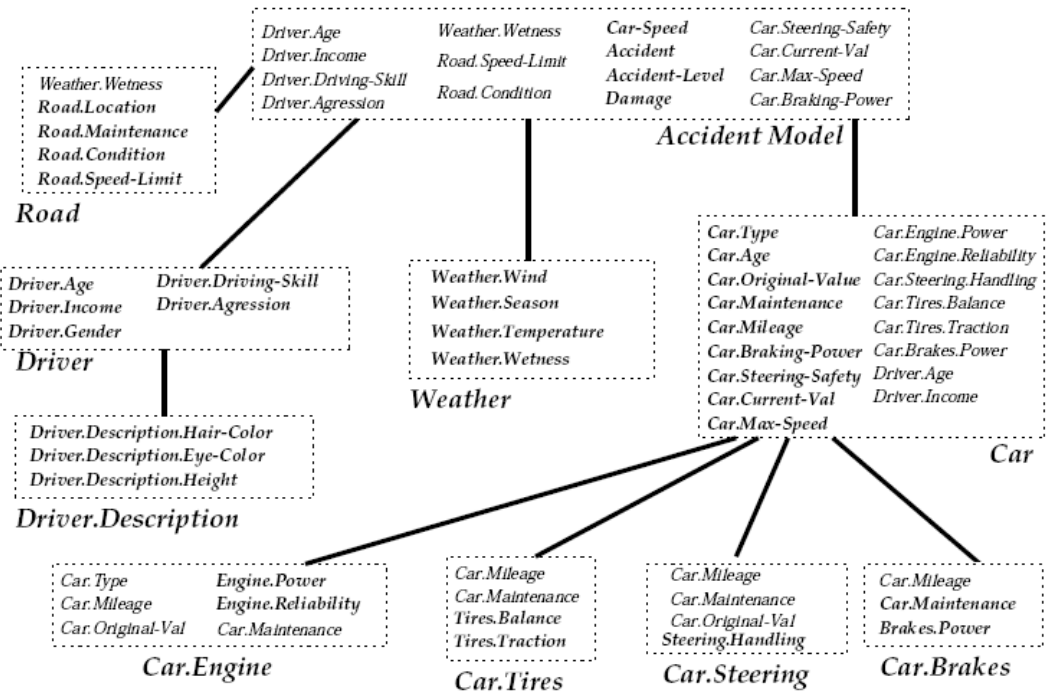 Driver.Age
Driver.Income
Driver.Driving-Skill
Driver.Agression
Weather.Wetness
Road.Speed-Limit
Road.Condition
Car-Speed
Accident
Accident-Level
Damage
Car.Steering-Safety
Car.Current-Val
Car.Max-Speed
Car.Braking-Power
Accident Model
Weather.Wetness
Road.Location
Road.Maintenance
Road.Condition
Road.Speed-Limit
Road
Driver.Age
Driver.Income
Driver.Gender
Driver.Driving-Skill
Driver.Agression
Driver
Weather.Wind
Weather.Season
Weather.Temperature
Weather.Wetness
Weather
Car.Type
Car.Age
Car.Original-Value
Car.Maintenance
Car.Mileage
Car.Braking-Power
Car.Steering-Safety
Car.Current-Val
Car.Max-Speed
Car.Engine.Power
Car.Engine.Reliability
Car.Steering.Handling
Car.Tires.Balance
Car.Tires.Traction
Car.Brakes.Power
Driver.Age
Driver.Income
Car
Driver.Description.Hair-Color
Driver.Description.Eye-Color
Driver.Description.Height
Driver.Description
Car.Type
Car.Mileage
Car.Original-Val
Engine.Power
Engine.Reliability
Car.Maintenance
Car.Engine
Car.Mileage
Car.Maintenance
Tires.Balance
Tires.Traction
Car.Tires
Car.Mileage
Car.Maintenance
Car.Original-Val
Steering.Handling
Car.Steering
Car.Mileage
Car.Maintenance
Brakes.Power
Car.Brakes